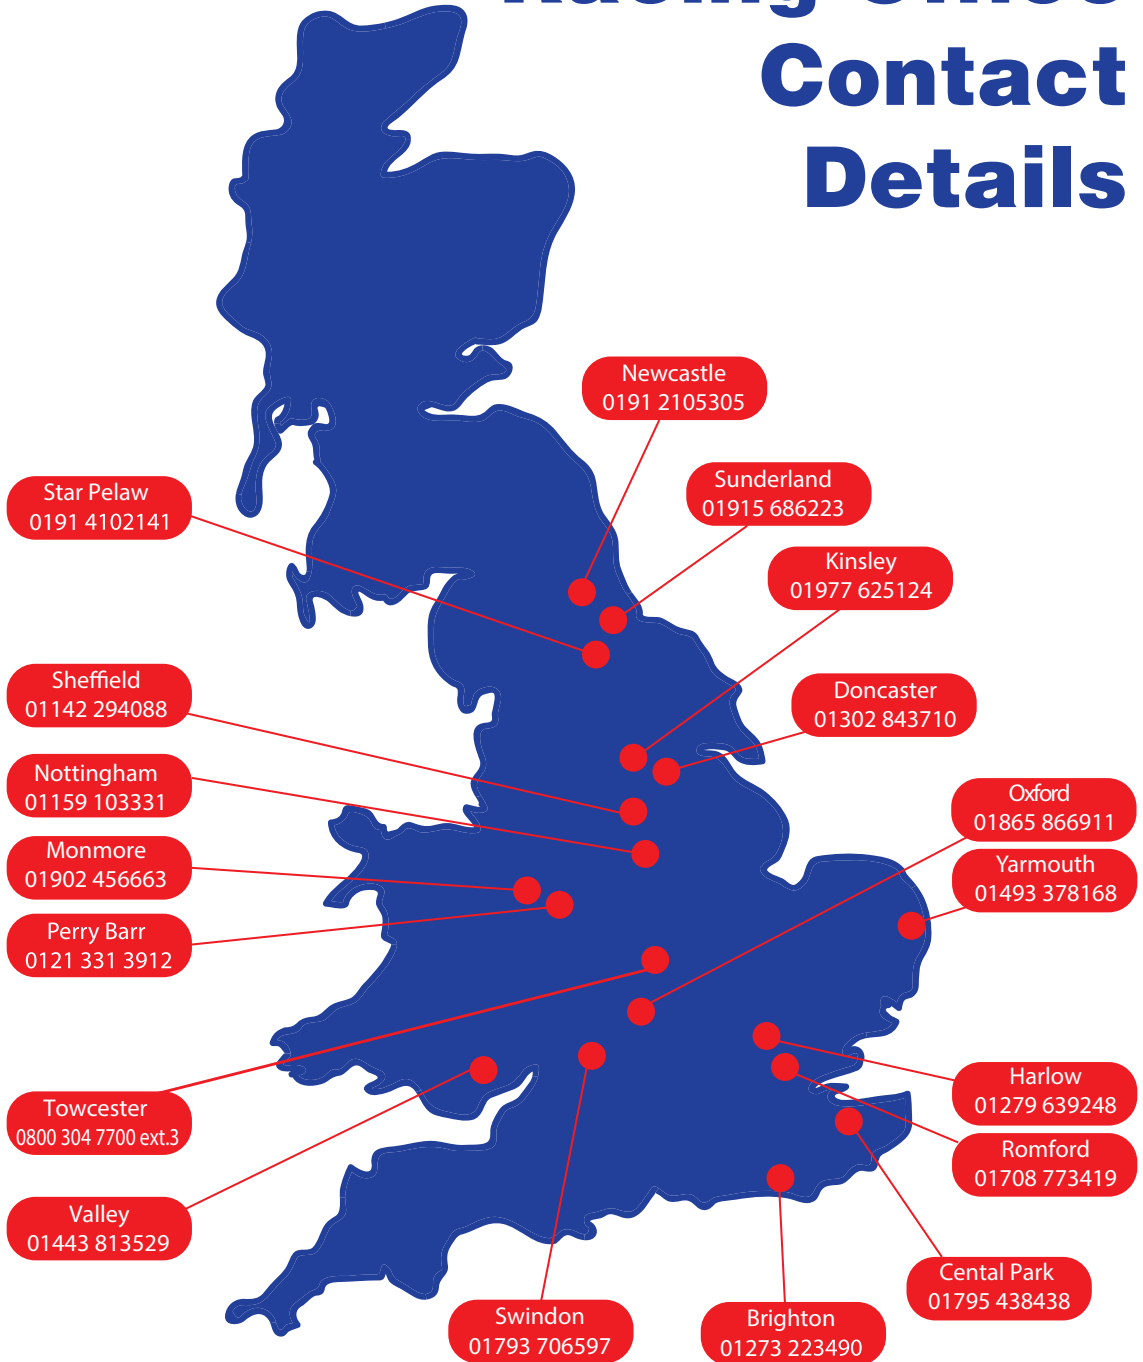 Racing Office
Contact
Details
Newcastle
0191 2105305
Star Pelaw
0191 4102141
Sunderland
01915 686223
Kinsley
01977 625124
Sheffield
01142 294088
Doncaster
01302 843710
Nottingham
01159 103331
Oxford
01865 866911
Monmore
01902 456663
Yarmouth
01493 378168
Perry Barr
0121 331 3912
Towcester
0800 304 7700 ext.3
Harlow
01279 639248
Romford
01708 773419
Valley
01443 813529
Cental Park
01795 438438
Swindon
01793 706597
Brighton
01273 223490